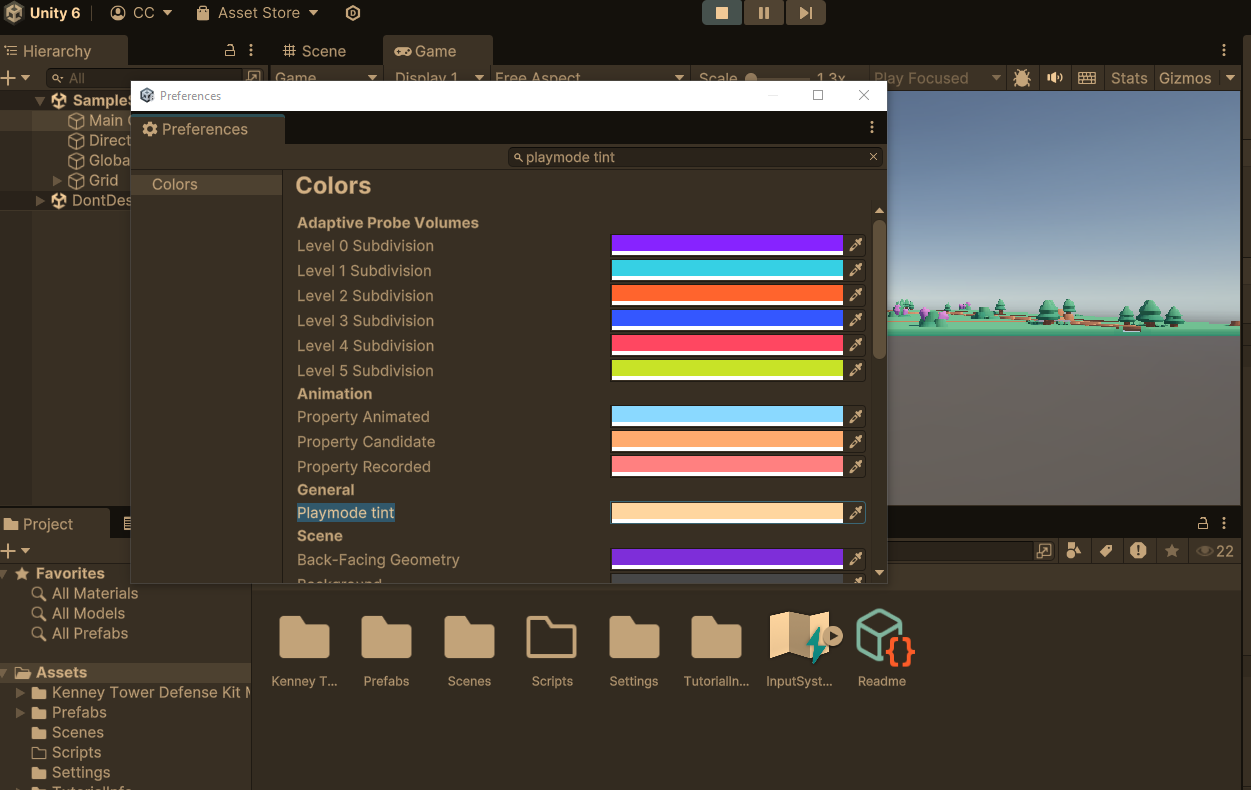 Unity 6
CC
Asset Store
Hierarchy
Scene
Game
All
Game
Display 1
Free Aspect
Scale
1.3x
Play Focused
Stats
Gizmos
SampleS
Main C
Direct
Globa
Grid
DontDes
Preferences
Preferences
playmode tint
Colors
Colors
Adaptive Probe Volumes
Level 0 Subdivision
Level 1 Subdivision
Level 2 Subdivision
Level 3 Subdivision
Level 4 Subdivision
Level 5 Subdivision
Animation
Property Animated
Property Candidate
Property Recorded
General
Playmode tint
Scene
Back-Facing Geometry
Background
Project
22
Favorites
All Materials
All Models
All Prefabs
Assets
Kenney Tower Defense Kit M
Prefabs
Scenes
Scripts
Settings
TutorialInfo
Kenney T...
Prefabs
Scenes
Scripts
Settings
TutorialIn...
InputSyst...
Readme